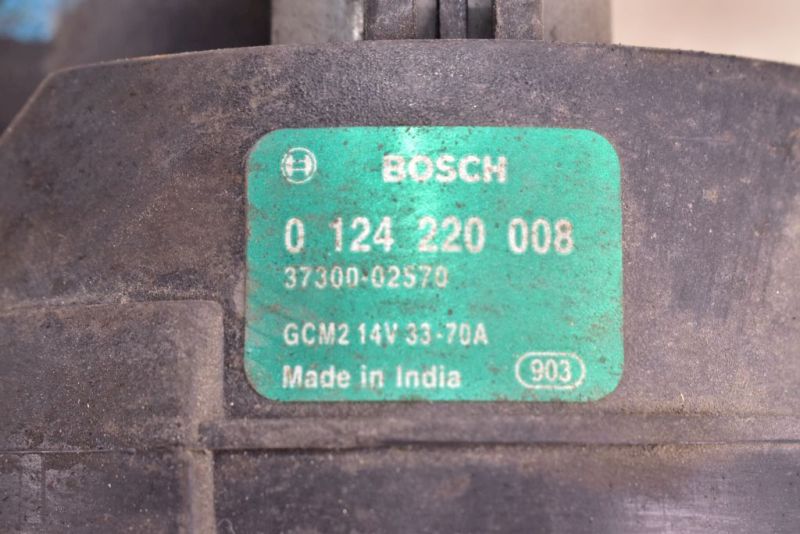 BOSCH
0 124 220 008
37300-02570
GCM2 14V 33-70A
Made in India 903